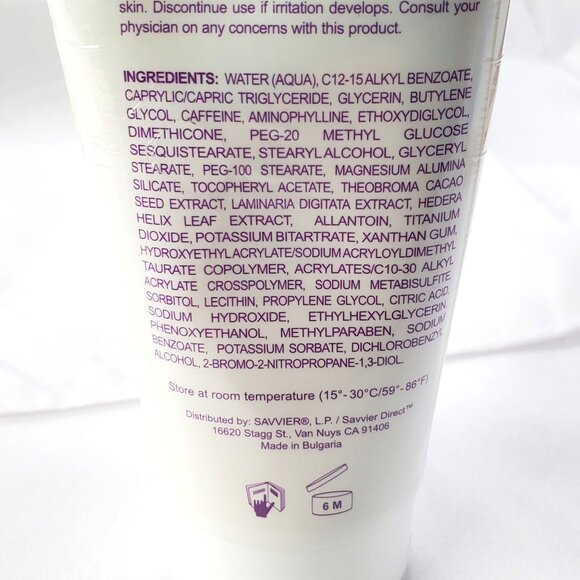 skin. Discontinue use if irritation develops. Consult your
physician on any concerns with this product.
INGREDIENTS: WATER (AQUA), C12-15 ALKYL BENZOATE,
CAPRYLIC/CAPRIC TRIGLYCERIDE, GLYCERIN, BUTYLENE
GLYCOL, CAFFEINE, AMINOPHYLLINE, ETHOXYDIGLYCOL,
DIMETHICONE, PEG-20 METHYL GLUCOSE
SESQUISTEARATE, STEARYL ALCOHOL, GLYCERYL
STEARATE, PEG-100 STEARATE, MAGNESIUM ALUMINA
SILICATE, TOCOPHERYL ACETATE, THEOBROMA CACAO
SEED EXTRACT, LAMINARIA DIGITATA EXTRACT, HEDERA
HELIX LEAF EXTRACT, ALLANTOIN, TITANIUM
DIOXIDE, POTASSIUM BITARTRATE, XANTHAN GUM,
HYDROXYETHYL ACRYLATE/SODIUM ACRYLOYLDIMETHYL
TAURATE COPOLYMER, ACRYLATES/C10-30 ALKYL
ACRYLATE CROSSPOLYMER, SODIUM METABISULFITE,
SORBITOL, LECITHIN, PROPYLENE GLYCOL, CITRIC ACID,
SODIUM HYDROXIDE, ETHYLHEXYLGLYCERIN,
PHENOXYETHANOL, METHYLPARABEN, SODIUM
BENZOATE, POTASSIUM SORBATE, DICHLOROBENZYL
ALCOHOL, 2-BROMO-2-NITROPROPANE-1,3-DIOL.
Store at room temperature (15°- 30°C/59°- 86°F)
Distributed by: SAVVIER®, L.P. / Savvier Direct™
16620 Stagg St., Van Nuys CA 91406
Made in Bulgaria
6 M